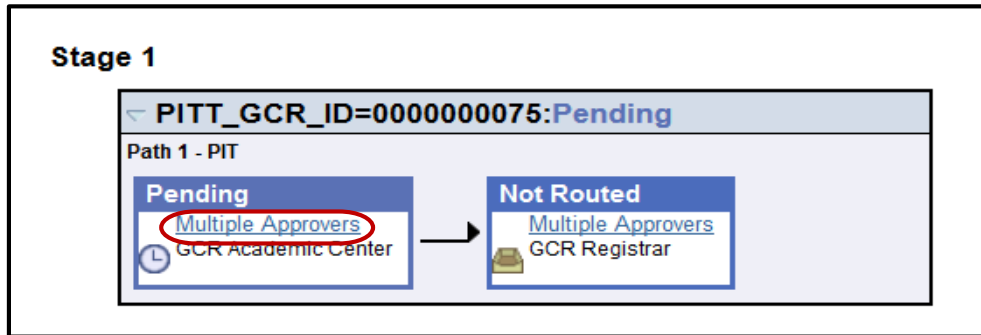 Stage 1
PITT_GCR_ID=0000000075:Pending
Path 1 - PIT
Pending
Multiple Approvers
GCR Academic Center
Not Routed
Multiple Approvers
GCR Registrar